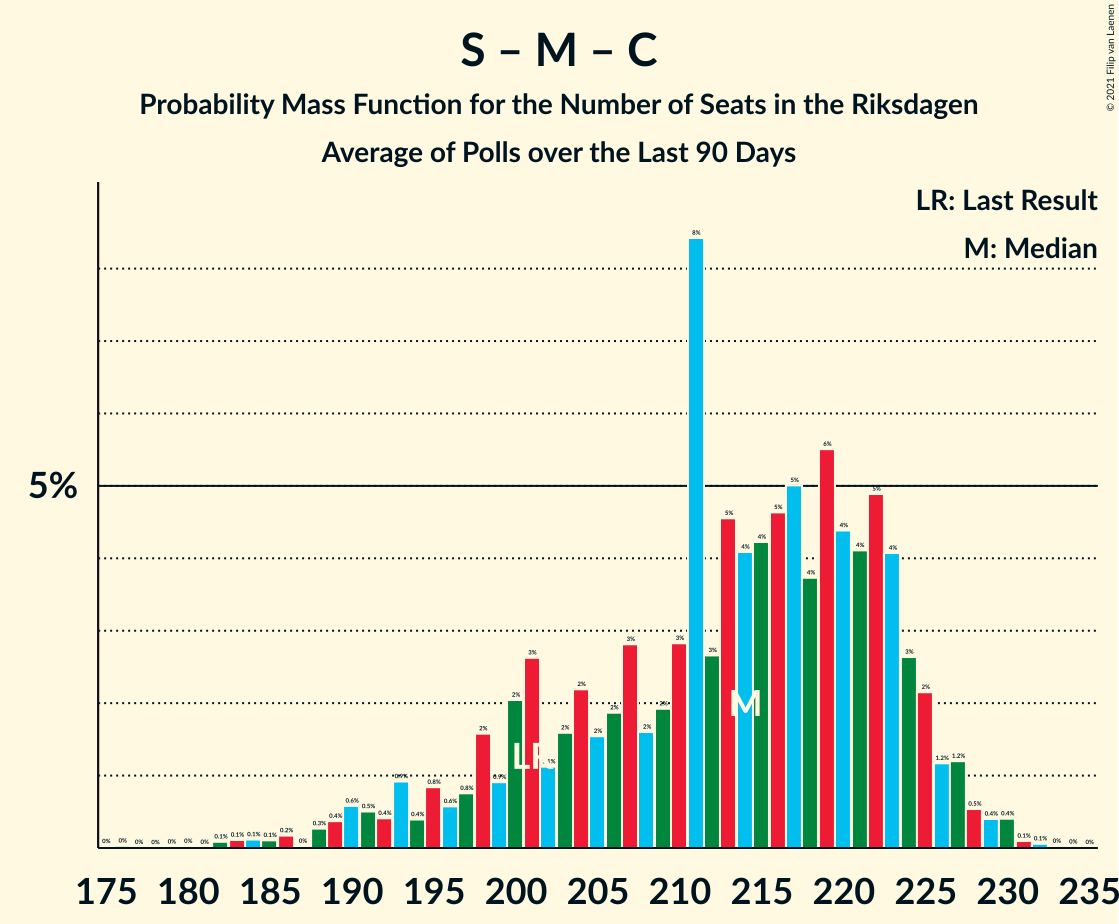 S – M – C
Probability Mass Function for the Number of Seats in the Riksdagen
Average of Polls over the Last 90 Days
© 2021 Filip van Laenen
LR: Last Result
M: Median
5%
0% 0% 0% 0% 0% 0% 0% 0.1% 0.1% 0.1% 0.1% 0.2% 0% 0.3% 0.4% 0.6% 0.5% 0.4% 0.9% 0.4% 0.8% 0.6% 0.8% 2% 0.9% 2% 3% 1% 2% 2% 2% 2% 3% 2% 2% 3% 8% 3% 5% 4% 4% 5% 5% 4% 6% 4% 4% 5% 4% 3% 2% 1.2% 1.2% 0.5% 0.4% 0.4% 0.1% 0.1% 0% 0% 0%
LR
M
175 180 185 190 195 200 205 210 215 220 225 230 235